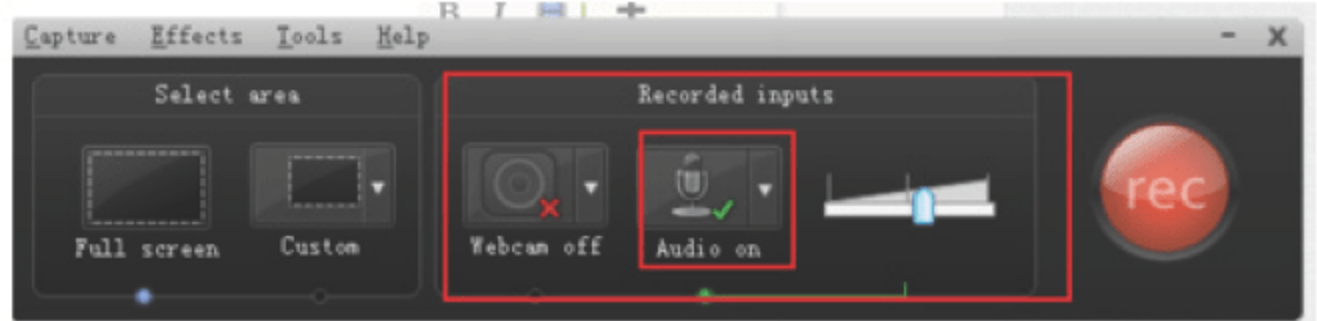 B I
Capture Effects Tools Help
Select area
Recorded inputs
Full screen
Custom
Webcam off
Audio on
rec